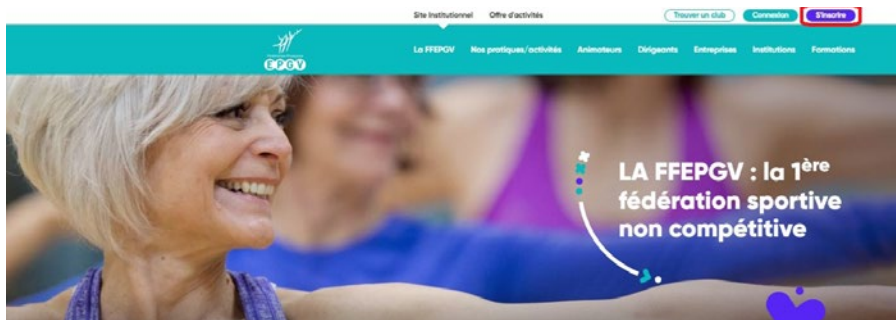 Site Institutionnel Offre d'activités Trouver un club Connexion S'inscrire
EPGV
La FFEPGV Nos pratiques/activités Animateurs Dirigeants Entreprises Institutions Formations
LA FFEPGV : la 1ère
fédération sportive
non compétitive